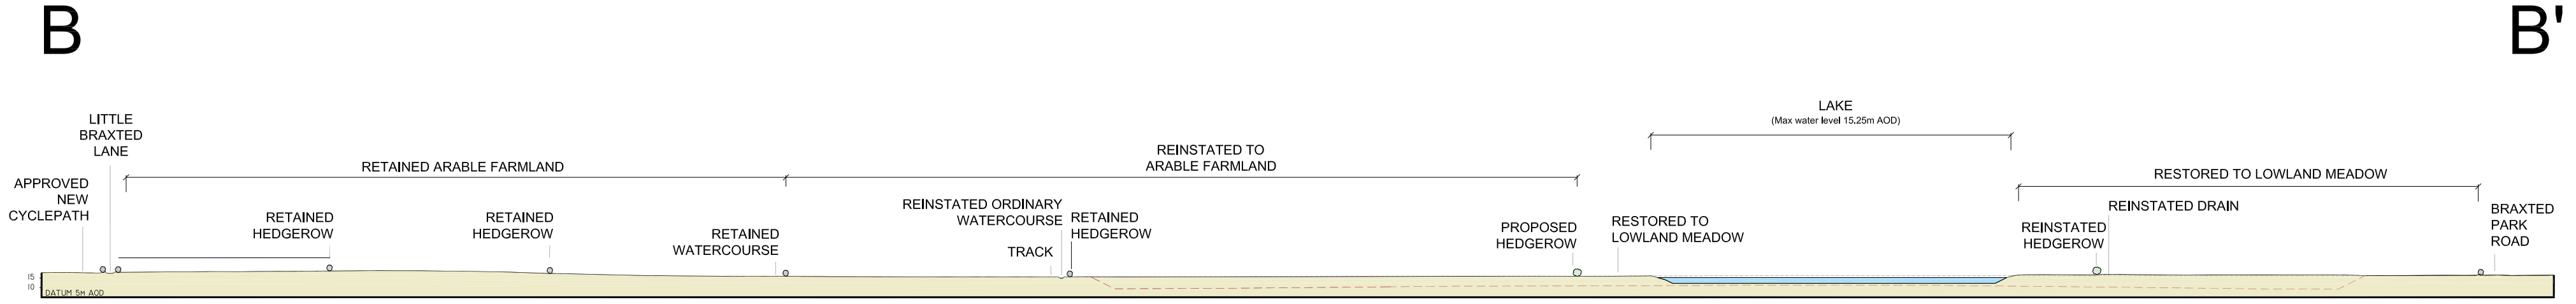 B
B'
LITTLE
BRAXTED
LANE
APPROVED
NEW
CYCLEPATH
RETAINED ARABLE FARMLAND
RETAINED
HEDGEROW
RETAINED
HEDGEROW
RETAINED
WATERCOURSE
REINSTATED TO
ARABLE FARMLAND
REINSTATED ORDINARY
WATERCOURSE
RETAINED
HEDGEROW
TRACK
PROPOSED
HEDGEROW
RESTORED TO
LOWLAND MEADOW
LAKE
(Max water level 15.25m AOD)
RESTORED TO LOWLAND MEADOW
REINSTATED
HEDGEROW
REINSTATED DRAIN
BRAXTED
PARK
ROAD
15
10
DATUM 5m AOD